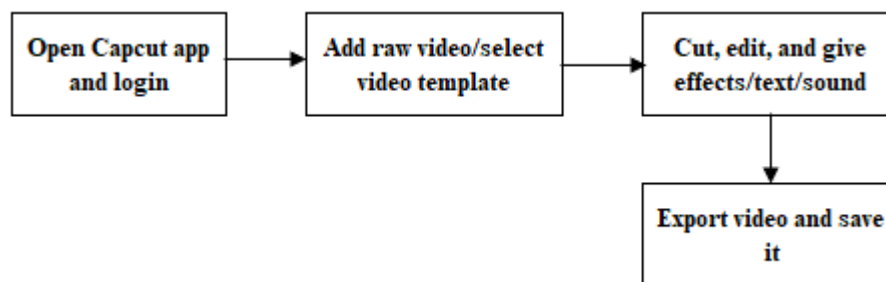 Open Capcut app
and login
Add raw video/select
video template
Cut, edit, and give
effects/text/sound
Export video and save
it